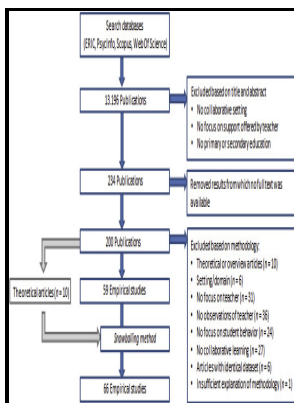 Search databases
(ERIC, PsycInfo, Scopus, Web Of Science)
13.196 Publications
Excluded based on title and abstract
• No collaborative setting
• No focus on support offered by teacher
• No primary or secondary education
234 Publications
Removed results from which no full text was
available
200 Publications
Excluded based on methodology:
• Theoretical or overview articles (n = 10)
• Setting/domain (n = 6)
• No focus on teacher (n = 31)
• No observations of teacher (n = 36)
• No focus on student behavior (n = 24)
• No collaborative learning (n = 27)
• Articles with identical dataset (n = 6)
• Insufficient explanation of methodology (n = 1)
Theoretical articles (n = 10)
59 Empirical studies
Snowballing method
66 Empirical studies